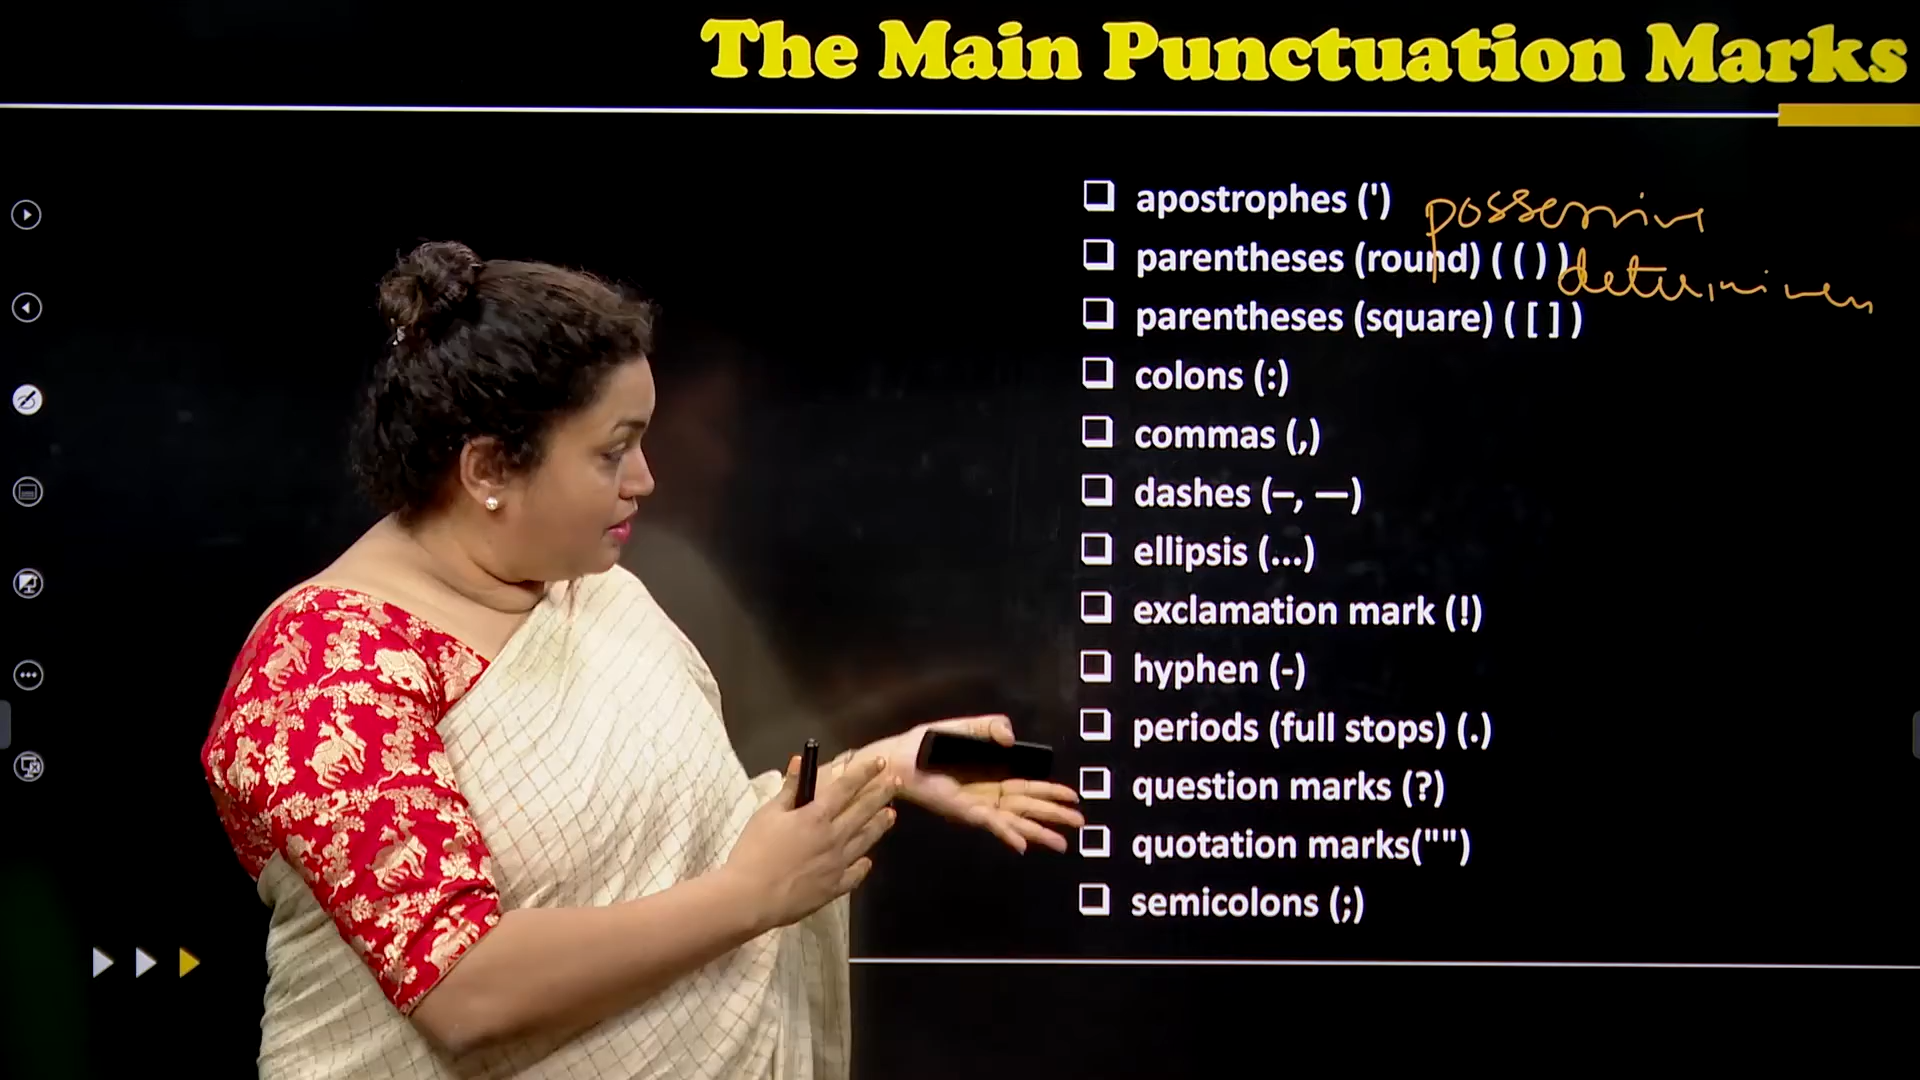 The Main Punctuation Marks
apostrophes (') possessive
parentheses (round) ( ( ) ) determiners
parentheses (square) ( [ ] )
colons (:)
commas (,)
dashes (–, —)
ellipsis (...)
exclamation mark (!)
hyphen (-)
periods (full stops) (.)
question marks (?)
quotation marks("")
semicolons (;)